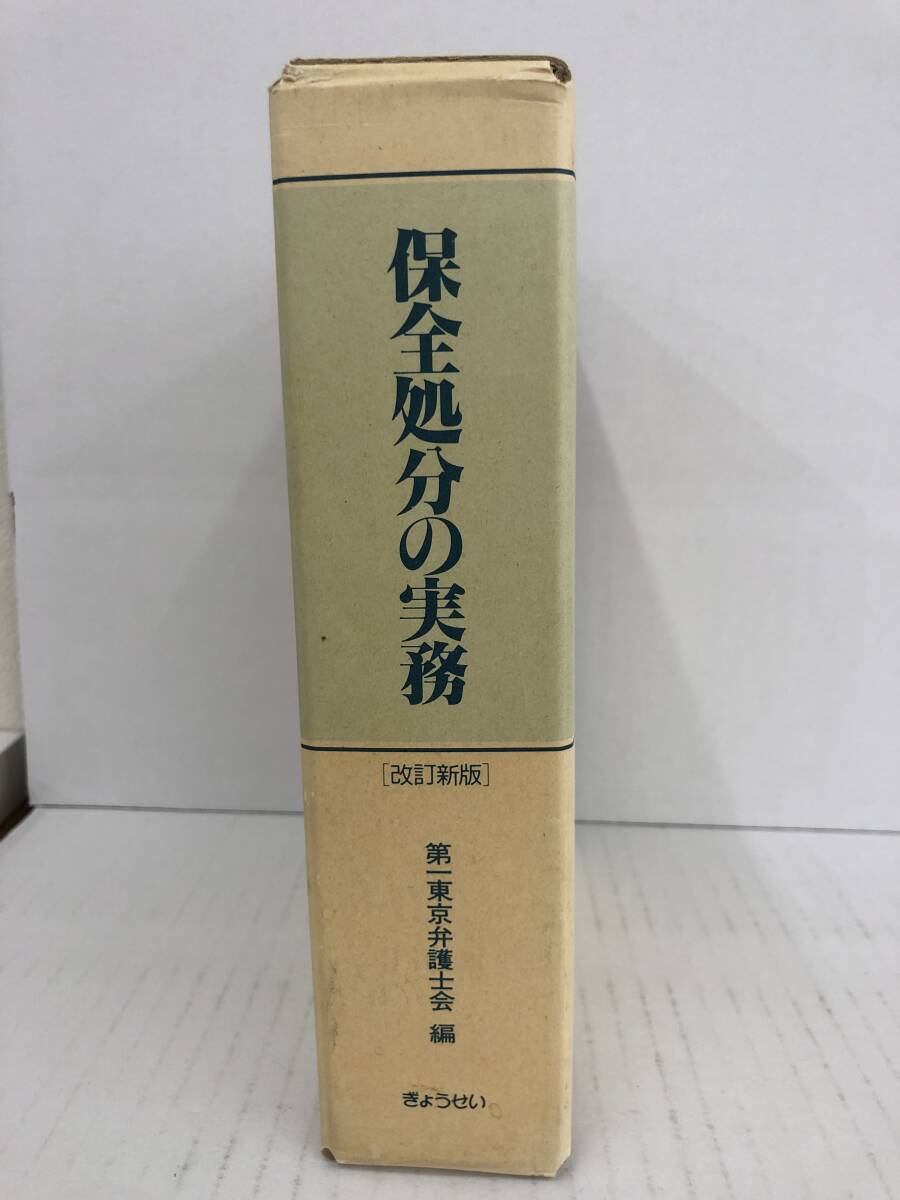 保全処分の実務
[改訂新版]
第一東京弁護士会 編
ぎょうせい